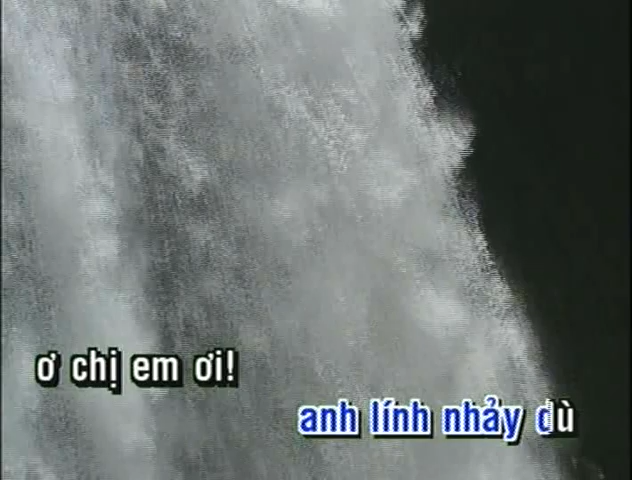 ơ chị em ơi!
anh lính nhảy dù